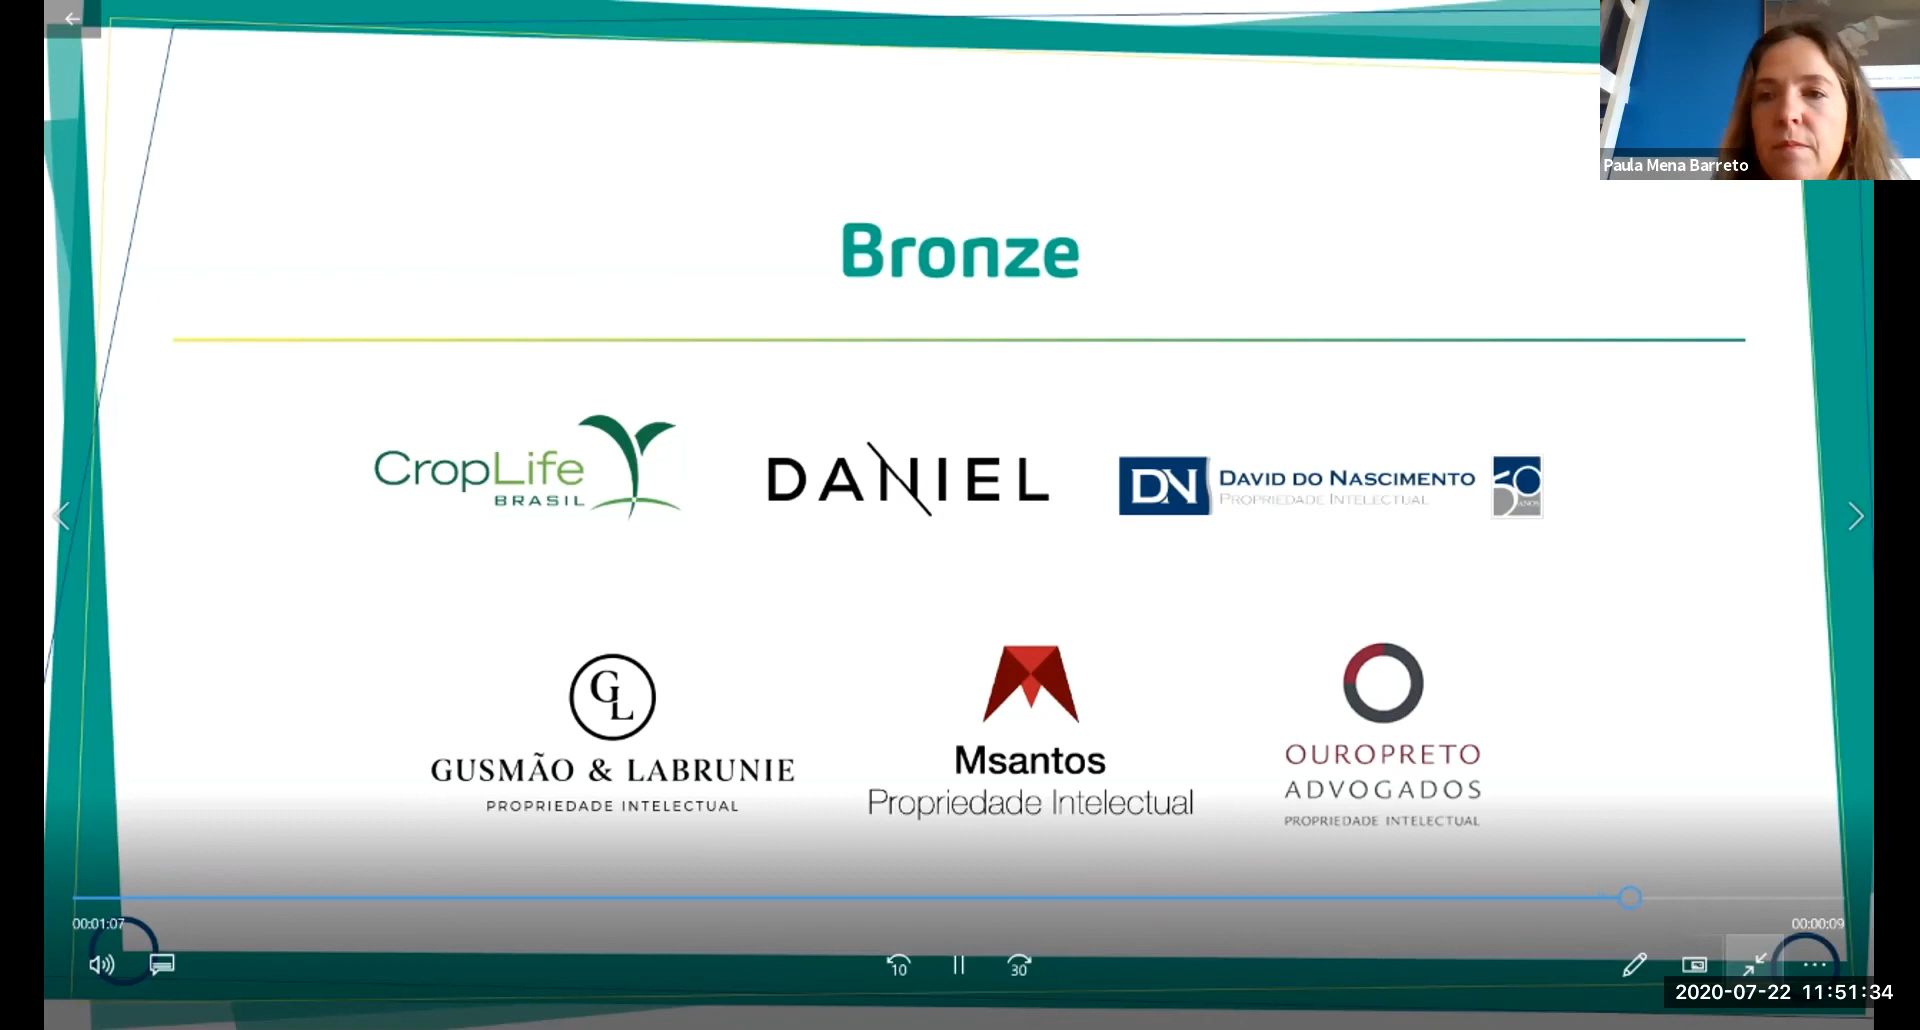 Paula Mena Barreto
Bronze
CropLife
BRASIL
DANIEL
DN
DAVID DO NASCIMENTO
PROPRIEDADE INTELECTUAL
50
ANOS
GL
GUSMÃO & LABRUNIE
PROPRIEDADE INTELECTUAL
Msantos
Propriedade Intelectual
OUROPRETO
ADVOGADOS
PROPRIEDADE INTELECTUAL
00:01:07
00:00:09
10
30
2020-07-22 11:51:34